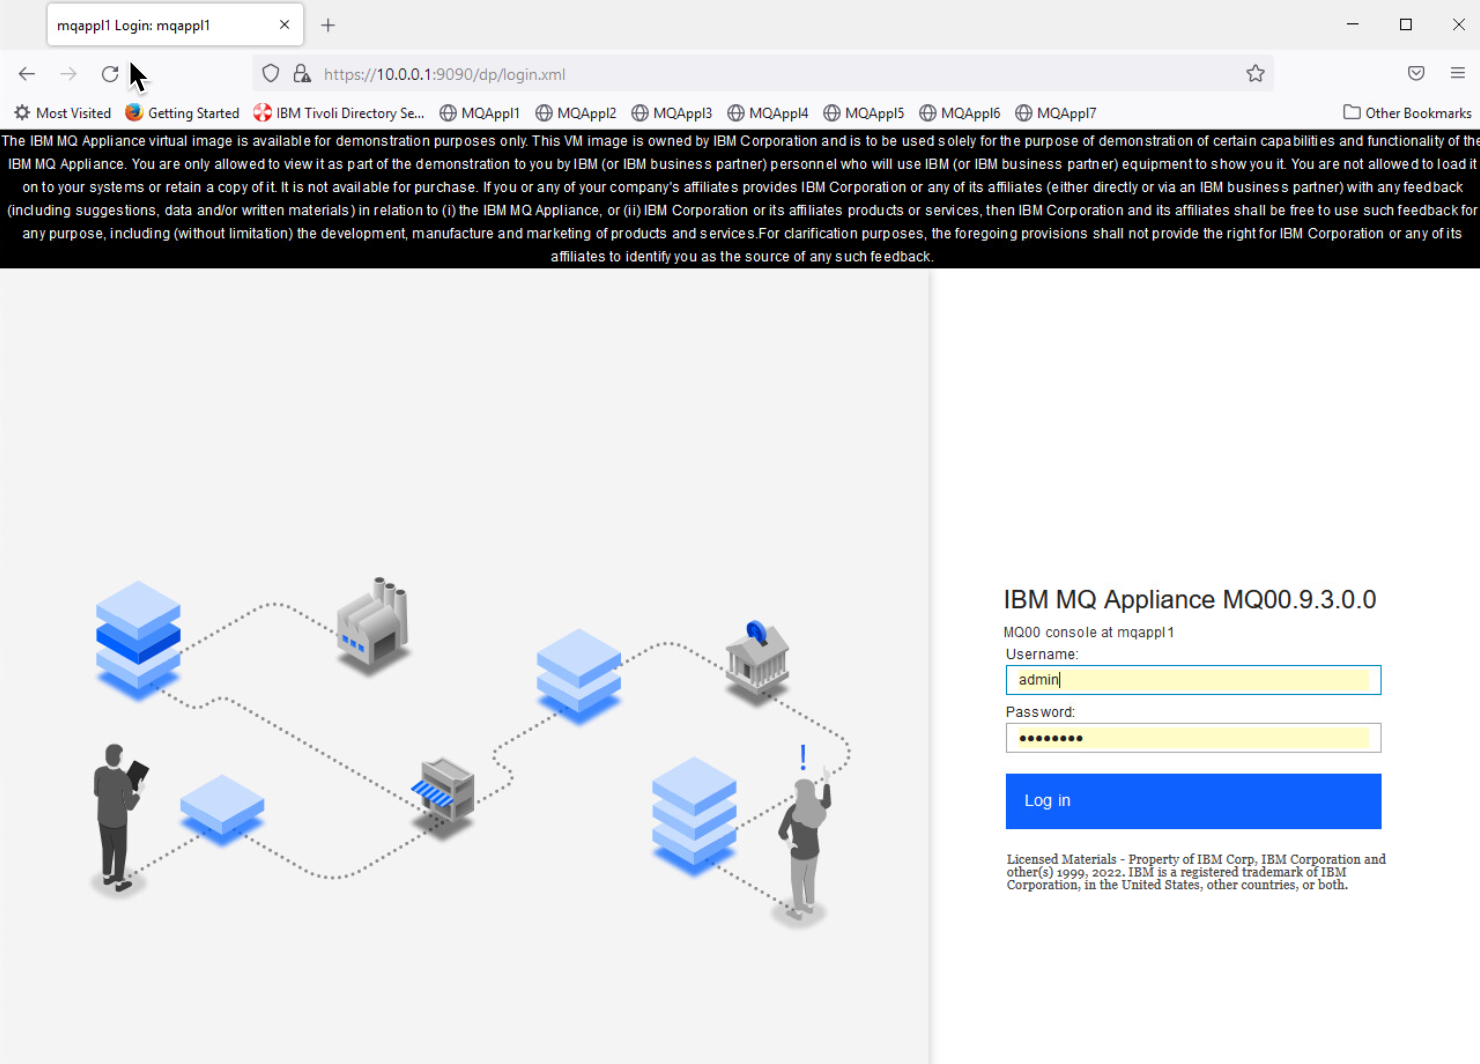 mqappl1 Login: mqappl1
https://10.0.0.1:9090/dp/login.xml
Most Visited Getting Started IBM Tivoli Directory Se... MQAppl1 MQAppl2 MQAppl3 MQAppl4 MQAppl5 MQAppl6 MQAppl7 Other Bookmarks
The IBM MQ Appliance virtual image is available for demonstration purposes only. This VM image is owned by IBM Corporation and is to be used solely for the purpose of demonstration of certain capabilities and functionality of the
IBM MQ Appliance. You are only allowed to view it as part of the demonstration to you by IBM (or IBM business partner) personnel who will use IBM (or IBM business partner) equipment to show you it. You are not allowed to load it
on to your systems or retain a copy of it. It is not available for purchase. If you or any of your company's affiliates provides IBM Corporation or any of its affiliates (either directly or via an IBM business partner) with any feedback
(including suggestions, data and/or written materials) in relation to (i) the IBM MQ Appliance, or (ii) IBM Corporation or its affiliates products or services, then IBM Corporation and its affiliates shall be free to use such feedback for
any purpose, including (without limitation) the development, manufacture and marketing of products and services.For clarification purposes, the foregoing provisions shall not provide the right for IBM Corporation or any of its
affiliates to identify you as the source of any such feedback.
!
IBM MQ Appliance MQ00.9.3.0.0
MQ00 console at mqappl1
Username:
admin
Password:
••••••••
Log in
Licensed Materials - Property of IBM Corp, IBM Corporation and
other(s) 1999, 2022. IBM is a registered trademark of IBM
Corporation, in the United States, other countries, or both.